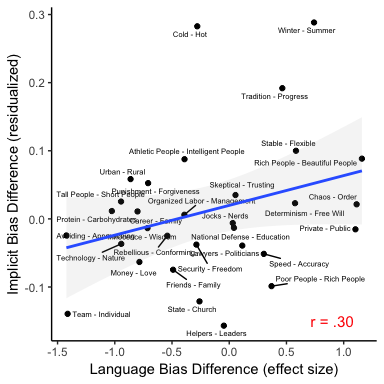 0.3
Cold - Hot
Winter - Summer
0.2
Tradition - Progress
Stable - Flexible
Athletic People - Intelligent People
0.1
Rich People - Beautiful People
Urban - Rural
Skeptical - Trusting
Punishment - Forgiveness
Tall People - Short People
Organized Labor - Management
Chaos - Order
Protein - Carbohydrates
Career - Family
Jocks - Nerds
Determinism - Free Will
0.0
Private - Public
National Defense - Education
Rebellious - Conforming
Lawyers - Politicians
Technology - Nature
Speed - Accuracy
Money - Love
Security - Freedom
Poor People - Rich People
-0.1
Friends - Family
State - Church
Team - Individual
r = .30
Helpers - Leaders
-1.5
-1.0
-0.5
0.0
0.5
1.0
Language Bias Difference (effect size)
Implicit Bias Difference (residualized)